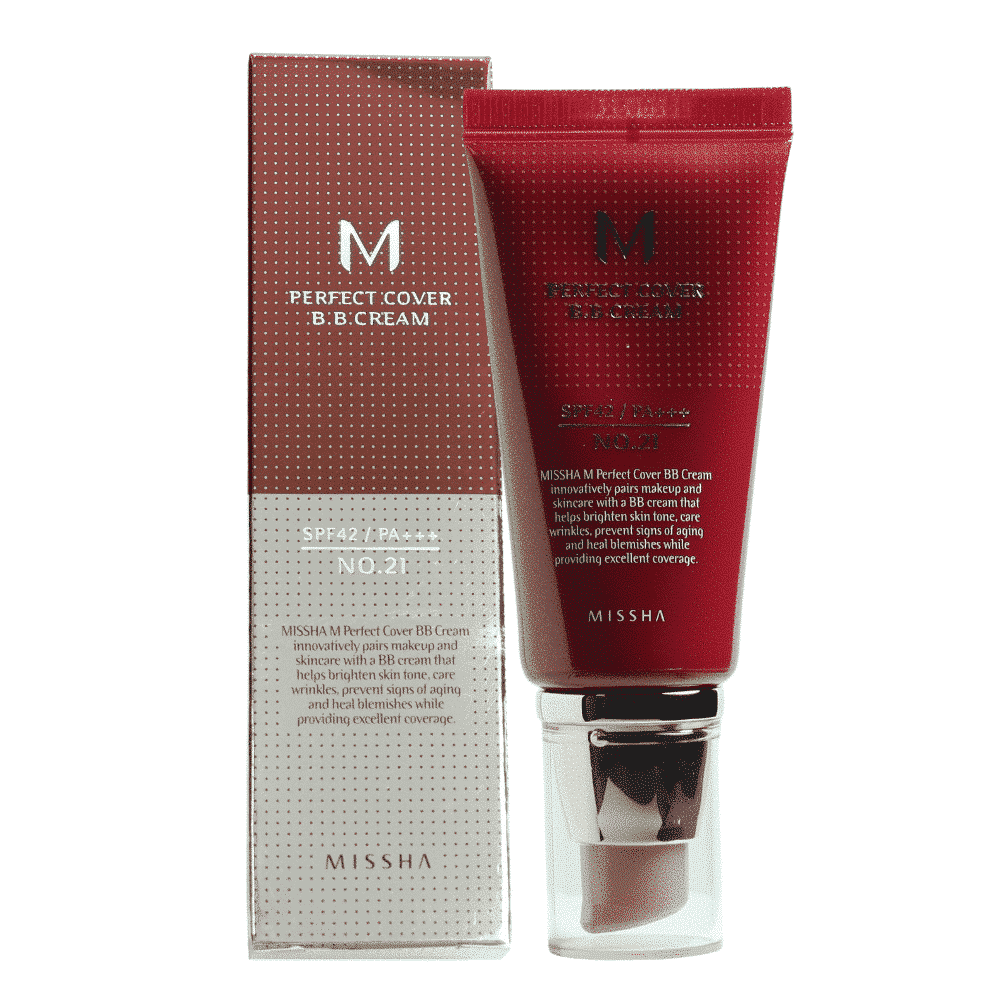 M
PERFECT COVER
B.B CREAM
SPF42 / PA+++
NO.21
MISSHA M Perfect Cover BB Cream
innovatively pairs makeup and
skincare with a BB cream that
helps brighten skin tone, care
wrinkles, prevent signs of aging
and heal blemishes while
providing excellent coverage.
MISSHA
M
PERFECT COVER
B.B CREAM
SPF42 / PA+++
NO.21
MISSHA M Perfect Cover BB Cream
innovatively pairs makeup and
skincare with a BB cream that
helps brighten skin tone, care
wrinkles, prevent signs of aging
and heal blemishes while
providing excellent coverage.
MISSHA